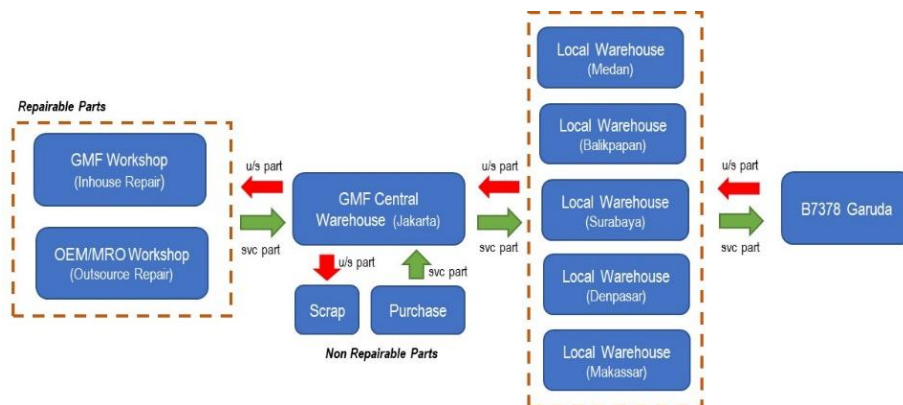 Repairable Parts
GMF Workshop
(Inhouse Repair)
OEM/MRO Workshop
(Outsource Repair)
u/s part
svc part
GMF Central
Warehouse (Jakarta)
u/s part
svc part
Scrap
Purchase
Non Repairable Parts
u/s part
svc part
Local Warehouse
(Medan)
Local Warehouse
(Balikpapan)
Local Warehouse
(Surabaya)
Local Warehouse
(Denpasar)
Local Warehouse
(Makassar)
u/s part
svc part
B7378 Garuda